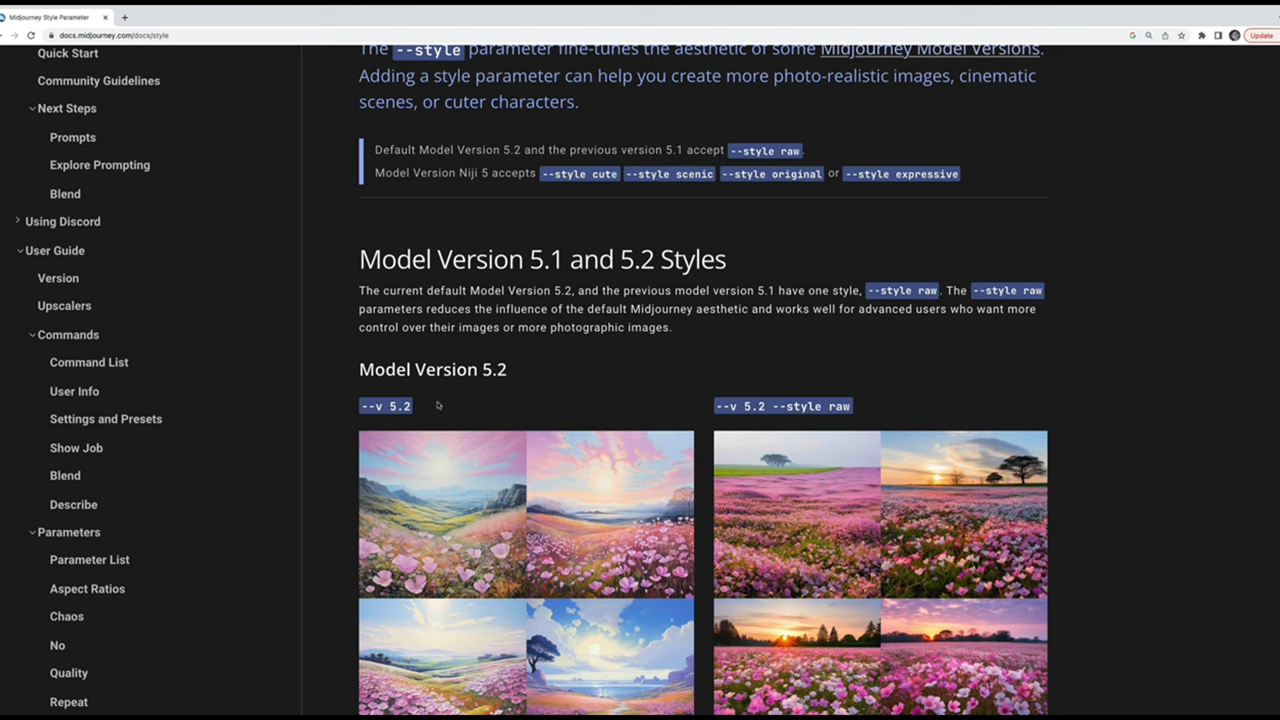 Midjourney Style Parameter
docs.midjourney.com/docs/style
Update
Quick Start
Community Guidelines
Next Steps
Prompts
Explore Prompting
Blend
Using Discord
User Guide
Version
Upscalers
Commands
Command List
User Info
Settings and Presets
Show Job
Blend
Describe
Parameters
Parameter List
Aspect Ratios
Chaos
No
Quality
Repeat
The --style parameter fine-tunes the aesthetic of some Midjourney Model Versions.
Adding a style parameter can help you create more photo-realistic images, cinematic
scenes, or cuter characters.
Default Model Version 5.2 and the previous version 5.1 accept --style raw.
Model Version Niji 5 accepts --style cute --style scenic --style original or --style expressive
Model Version 5.1 and 5.2 Styles
The current default Model Version 5.2, and the previous model version 5.1 have one style, --style raw. The --style raw
parameters reduces the influence of the default Midjourney aesthetic and works well for advanced users who want more
control over their images or more photographic images.
Model Version 5.2
--v 5.2
--v 5.2 --style raw